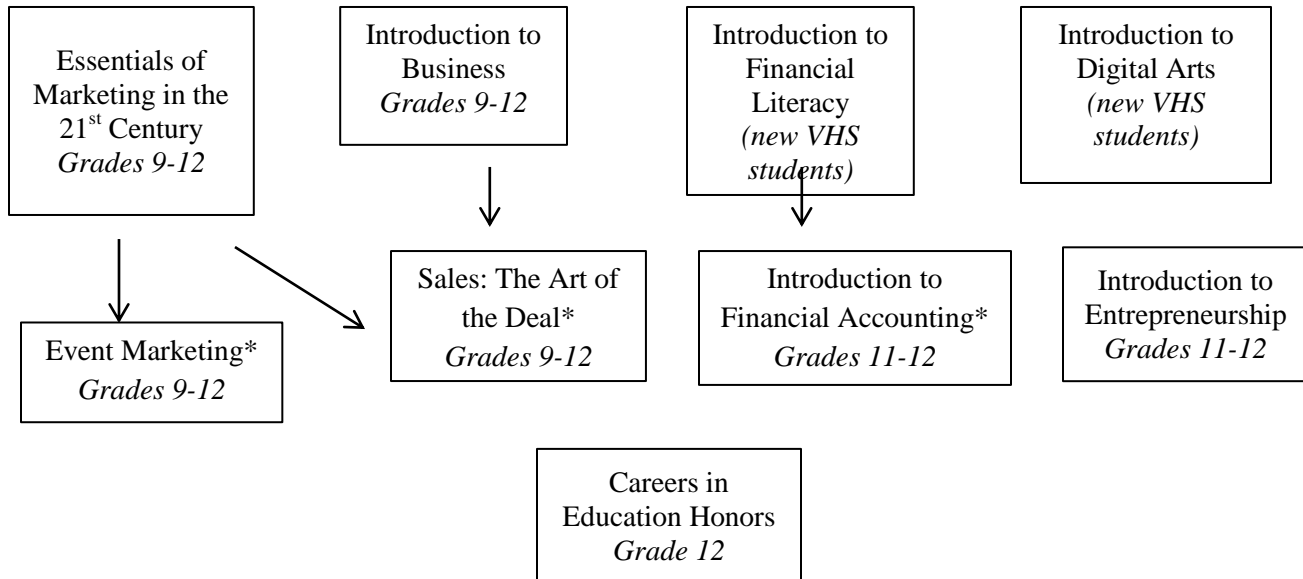 Essentials of
Marketing in the
21st Century
Grades 9-12
Introduction to
Business
Grades 9-12
Introduction to
Financial
Literacy
(new VHS
students)
Introduction to
Digital Arts
(new VHS
students)
Event Marketing*
Grades 9-12
Sales: The Art of
the Deal*
Grades 9-12
Introduction to
Financial Accounting*
Grades 11-12
Introduction to
Entrepreneurship
Grades 11-12
Careers in
Education Honors
Grade 12